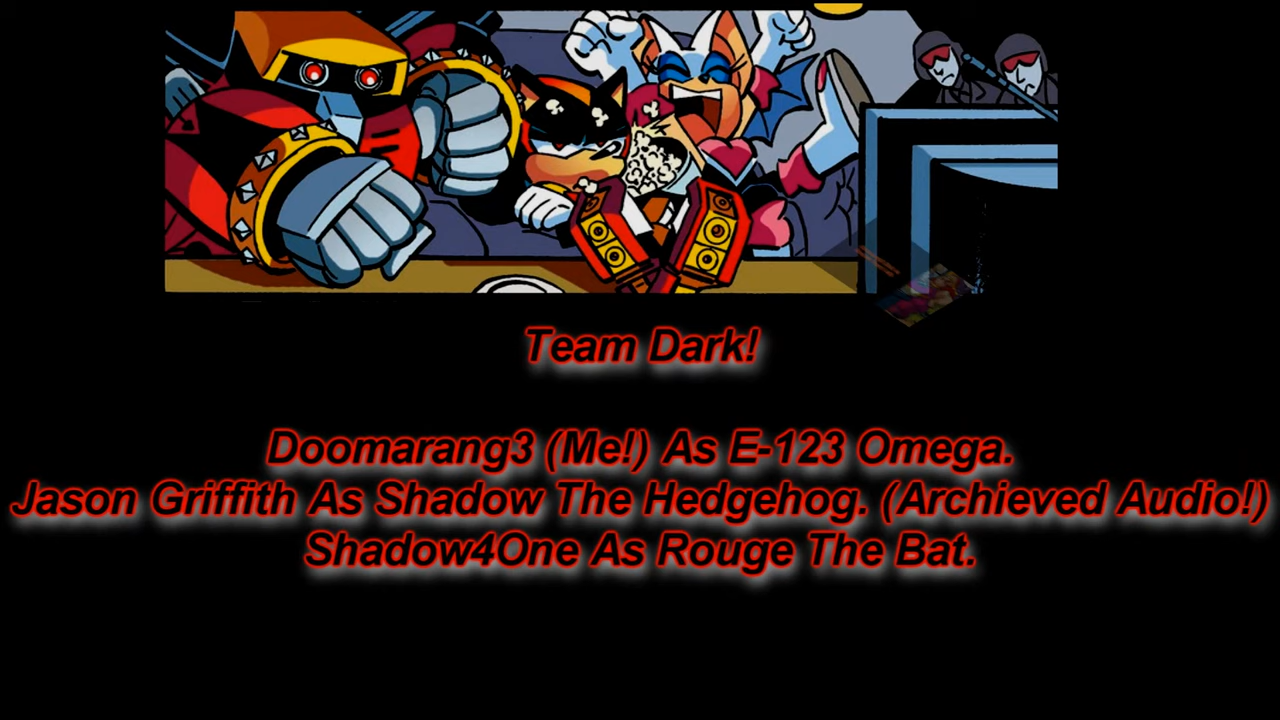 Team Dark!
Doomarang3 (Me!) As E-123 Omega.
Jason Griffith As Shadow The Hedgehog. (Archieved Audio!)
Shadow4One As Rouge The Bat.